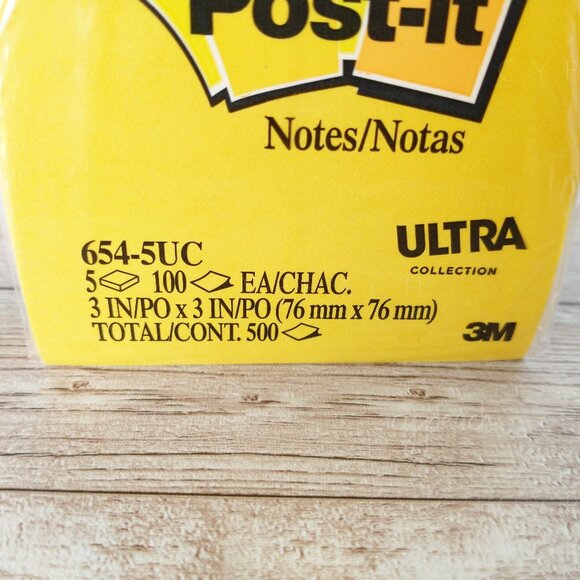 Post-it
Notes/Notas
654-5UC
5 100 EA/CHAC.
3 IN/PO x 3 IN/PO (76 mm x 76 mm)
TOTAL/CONT. 500
ULTRA
COLLECTION
3M